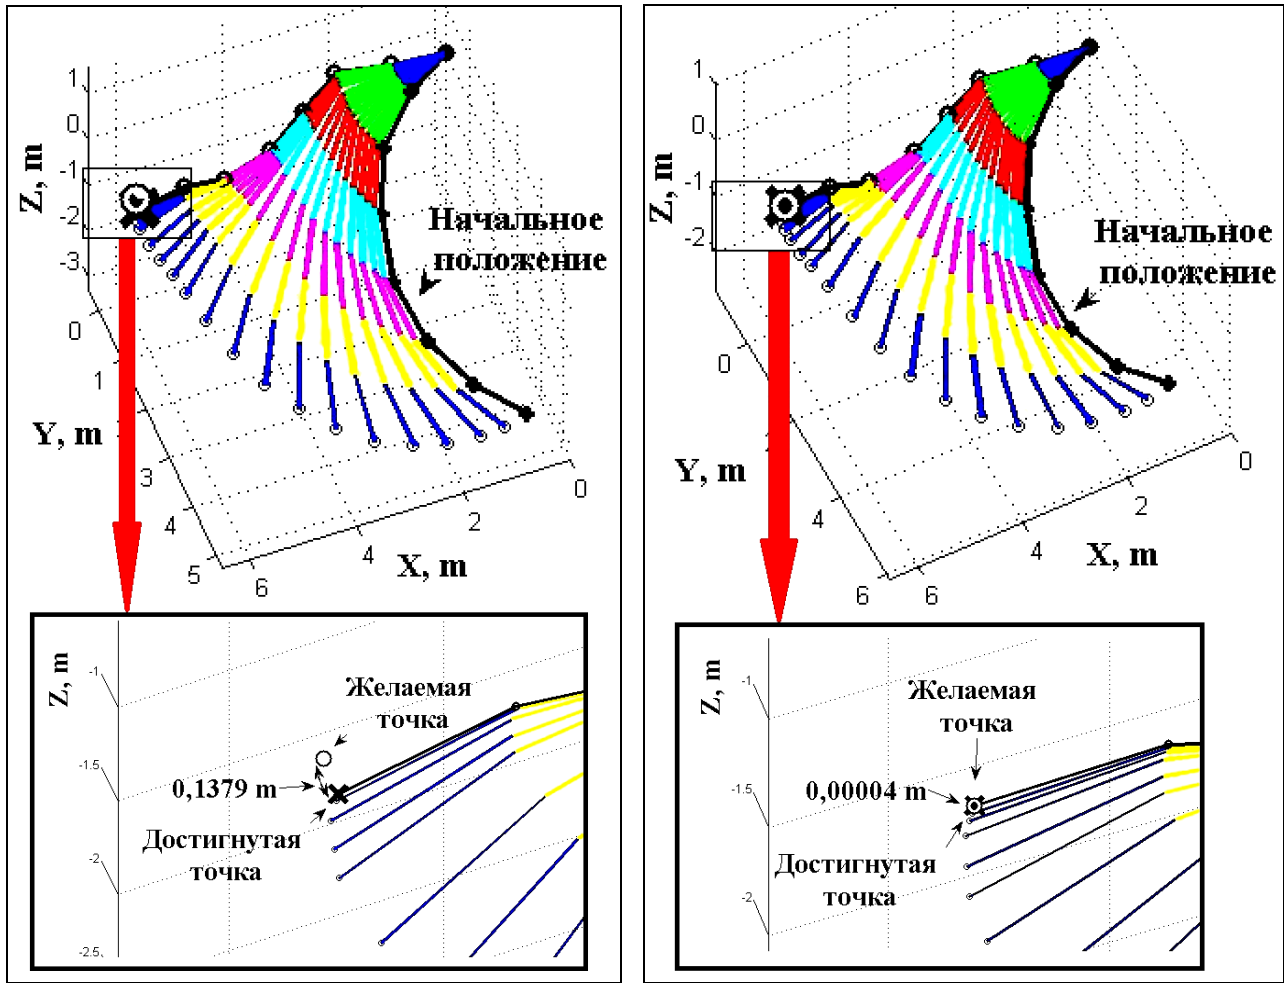 1
0
-1
-2
-3
Z, m
Начальное
положение
0
1
3
4
5
Y, m
6
4
2
0
X, m
Z, m
-1
-1.5
-2
-2.5
Желаемая
точка
0,1379 m
Достигнутая
точка
1
0
-1
-2
Z, m
Начальное
положение
0
4
6
Y, m
6
4
2
0
X, m
Z, m
-1
-1.5
-2
Желаемая
точка
0,00004 m
Достигнутая
точка